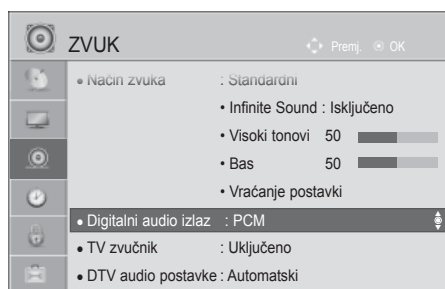 ZVUK Premj. OK
• Način zvuka : Standardni
• Infinite Sound : Isključeno
• Visoki tonovi 50
• Bas 50
• Vraćanje postavki
• Digitalni audio izlaz : PCM
• TV zvučnik : Uključeno
• DTV audio postavke : Automatski